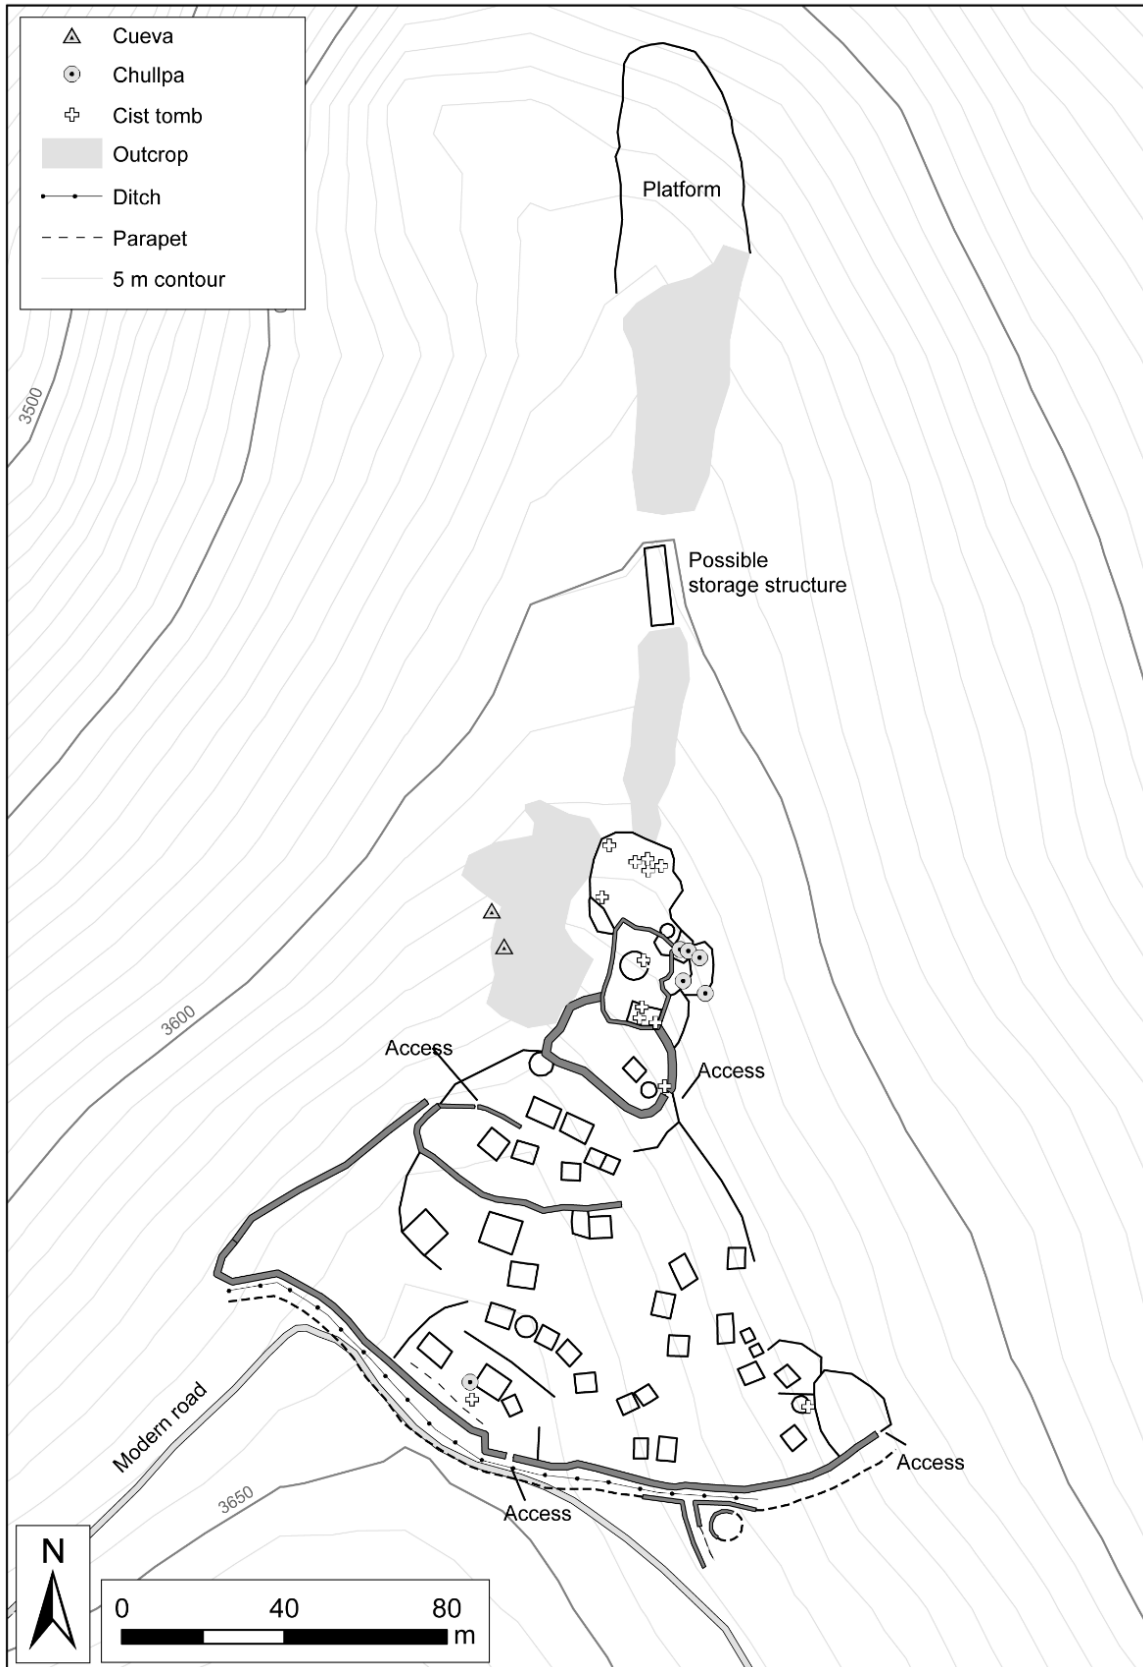 Cueva
Chullpa
Cist tomb
Outcrop
Ditch
Parapet
5 m contour
Platform
3500
Possible
storage structure
3600
Access
Access
Modern road
Access
3650
Access
N
0 40 80
m